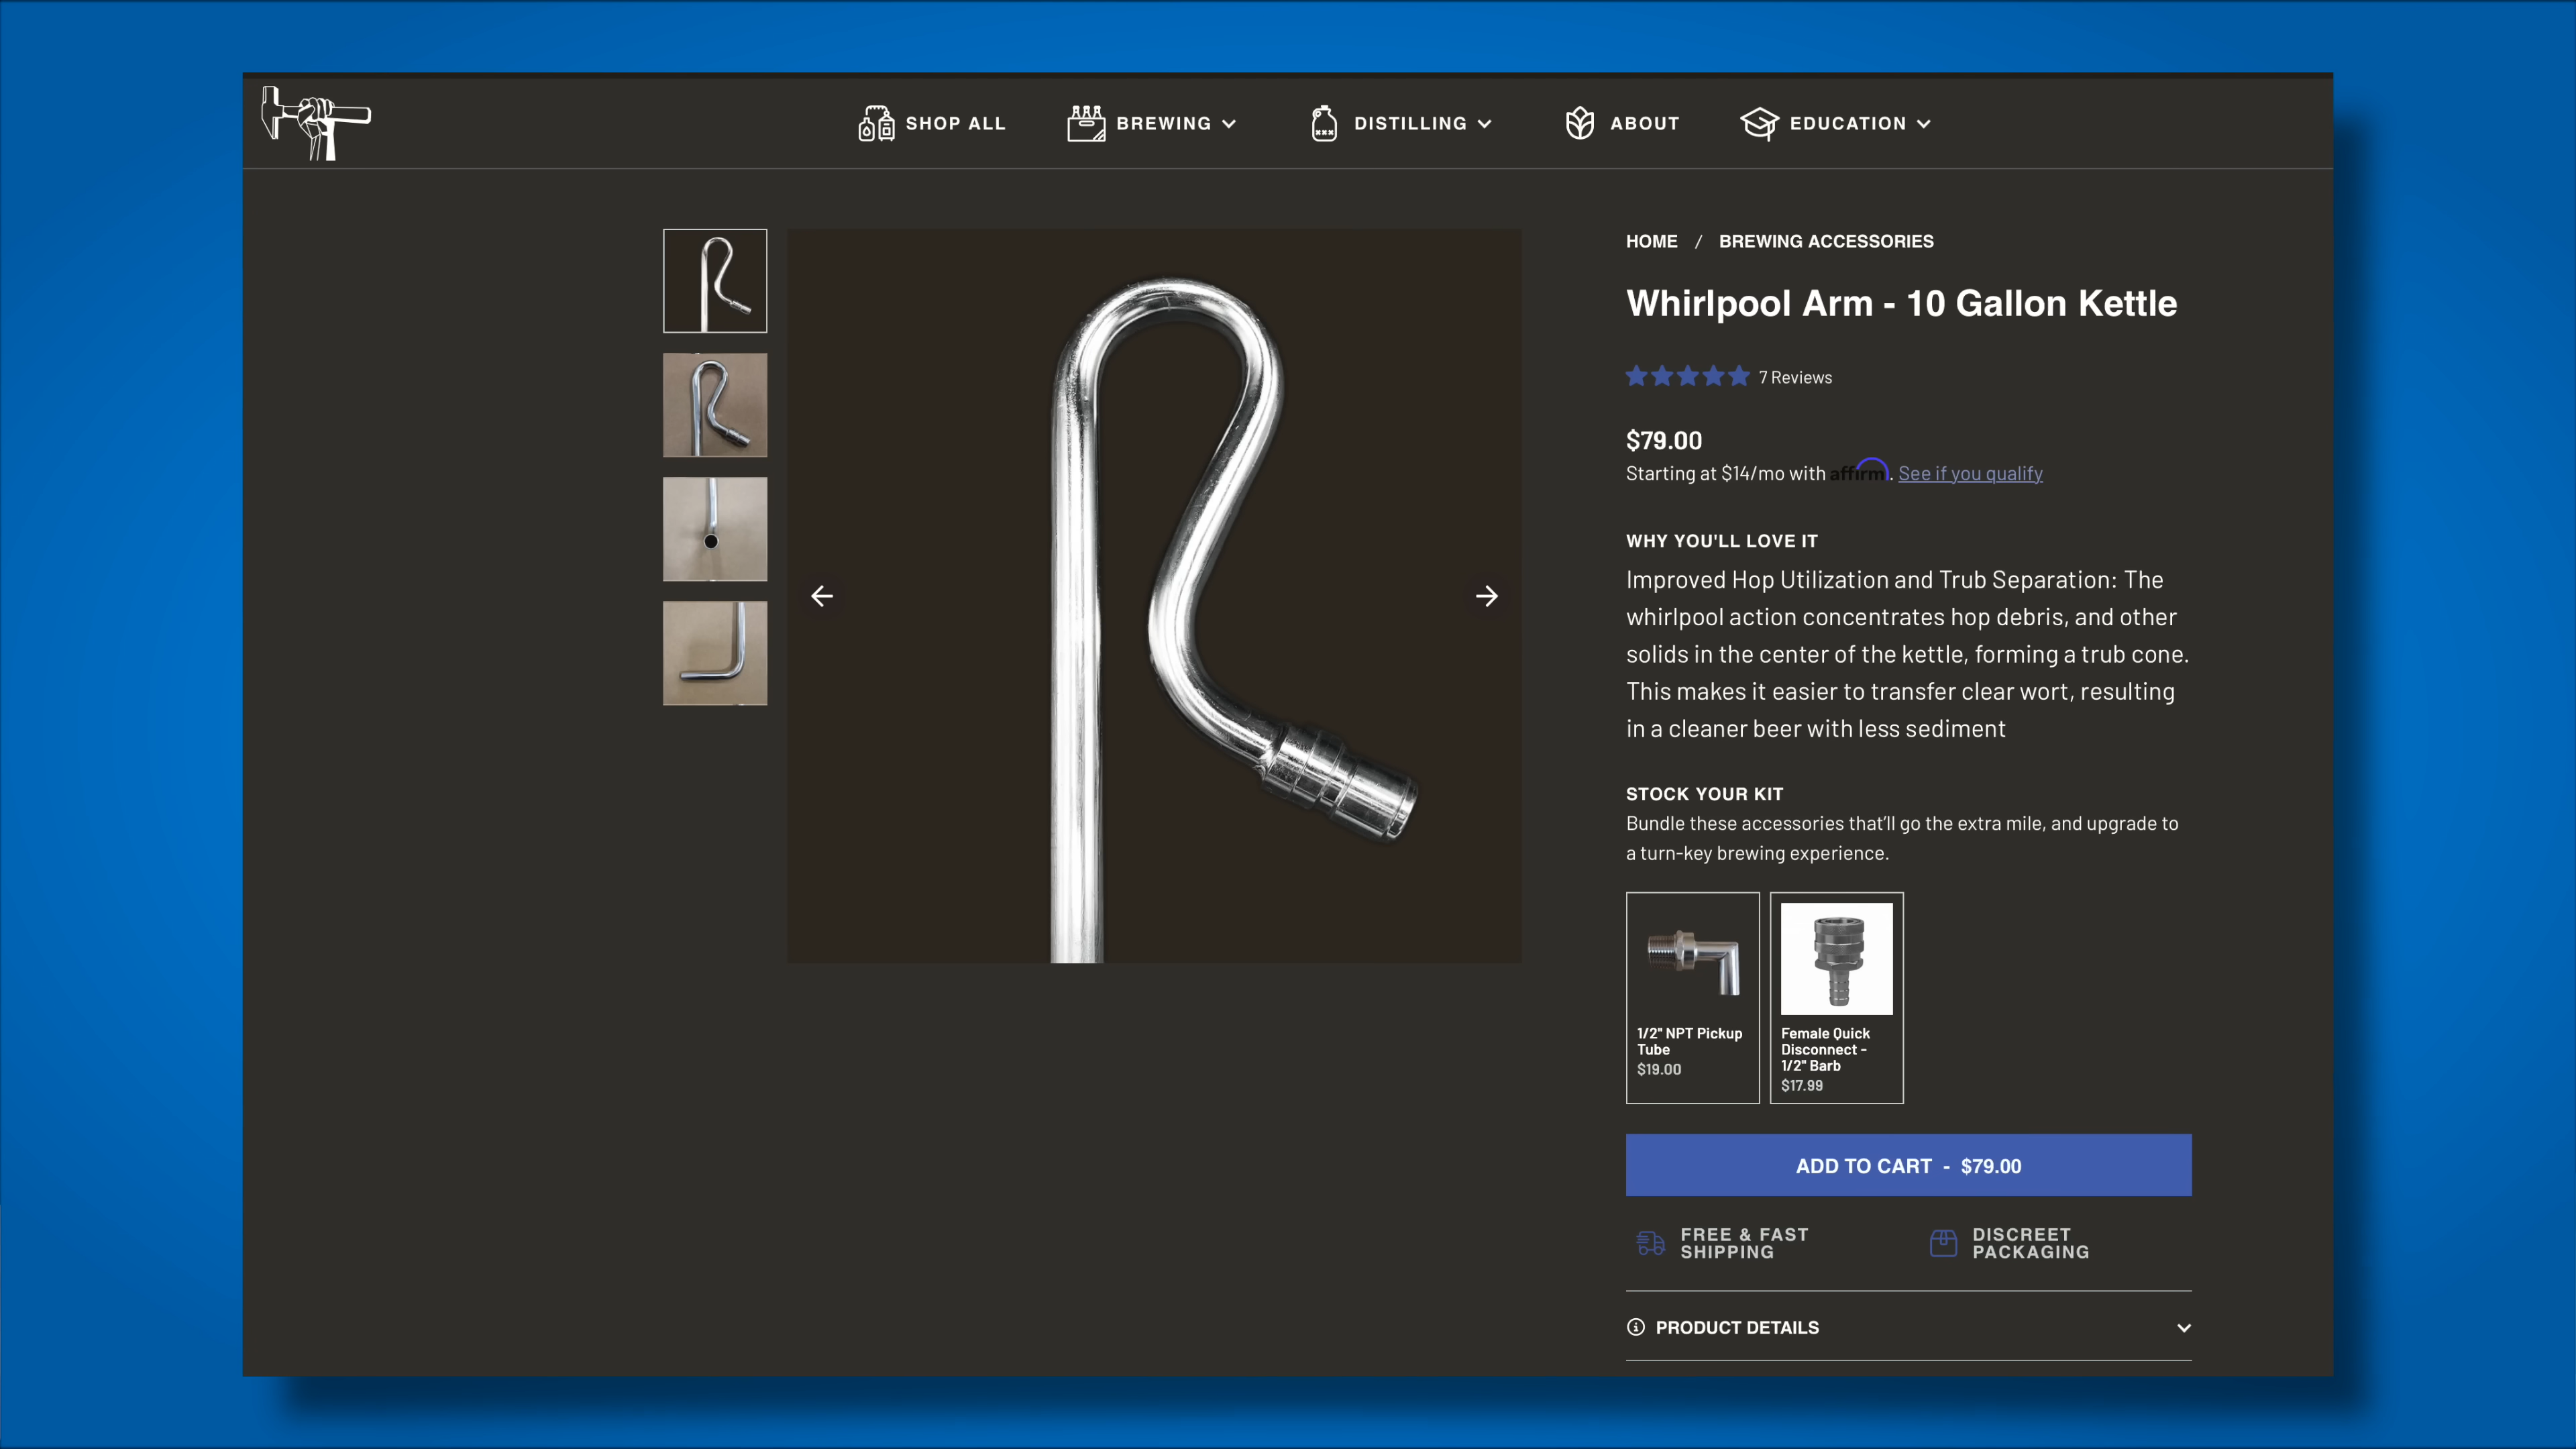 SHOP ALL
BREWING
DISTILLING
ABOUT
EDUCATION
HOME / BREWING ACCESSORIES
Whirlpool Arm - 10 Gallon Kettle
7 Reviews
$79.00
Starting at $14/mo with affirm. See if you qualify
WHY YOU'LL LOVE IT
Improved Hop Utilization and Trub Separation: The
whirlpool action concentrates hop debris, and other
solids in the center of the kettle, forming a trub cone.
This makes it easier to transfer clear wort, resulting
in a cleaner beer with less sediment
STOCK YOUR KIT
Bundle these accessories that'll go the extra mile, and upgrade to
a turn-key brewing experience.
1/2" NPT Pickup
Tube
$19.00
Female Quick
Disconnect -
1/2" Barb
$17.99
ADD TO CART - $79.00
FREE & FAST
SHIPPING
DISCREET
PACKAGING
PRODUCT DETAILS